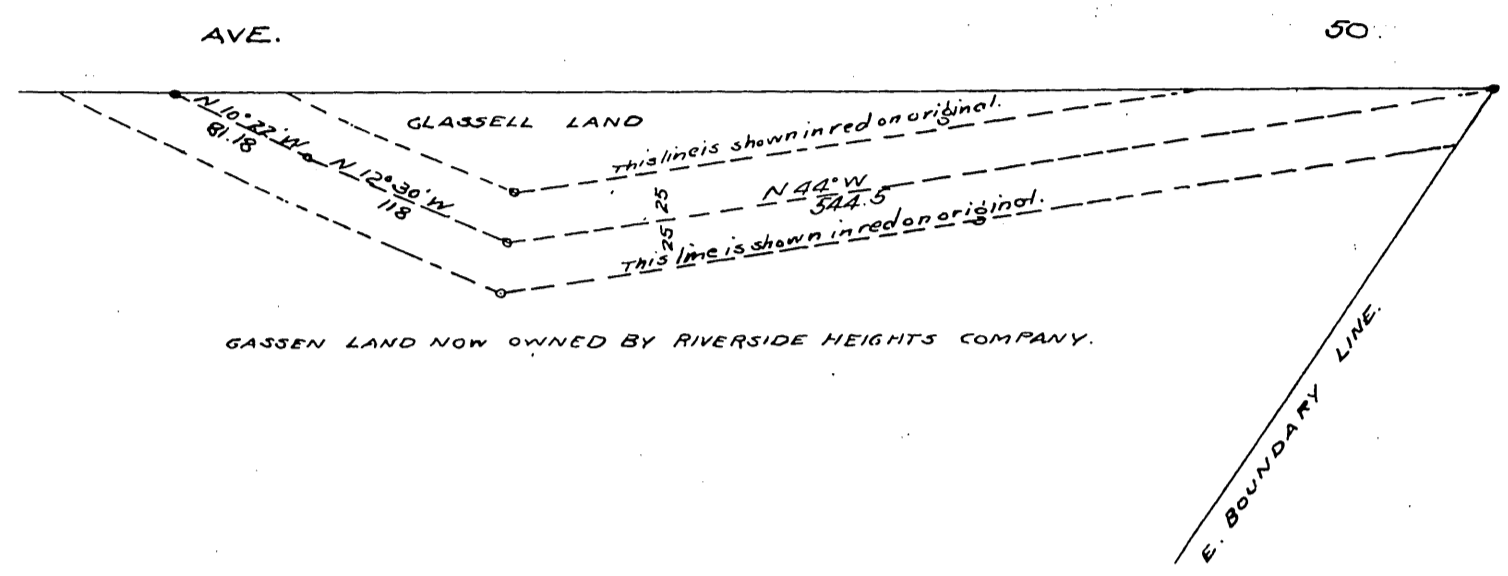 AVE.
50
N 10° 22' W
81.18
GLASSELL LAND
This line is shown in red on original.
N 12° 30' W
118
25
25
N 44° W
544.5
This line is shown in red on original.
GASSEN LAND NOW OWNED BY RIVERSIDE HEIGHTS COMPANY.
E. BOUNDARY LINE.